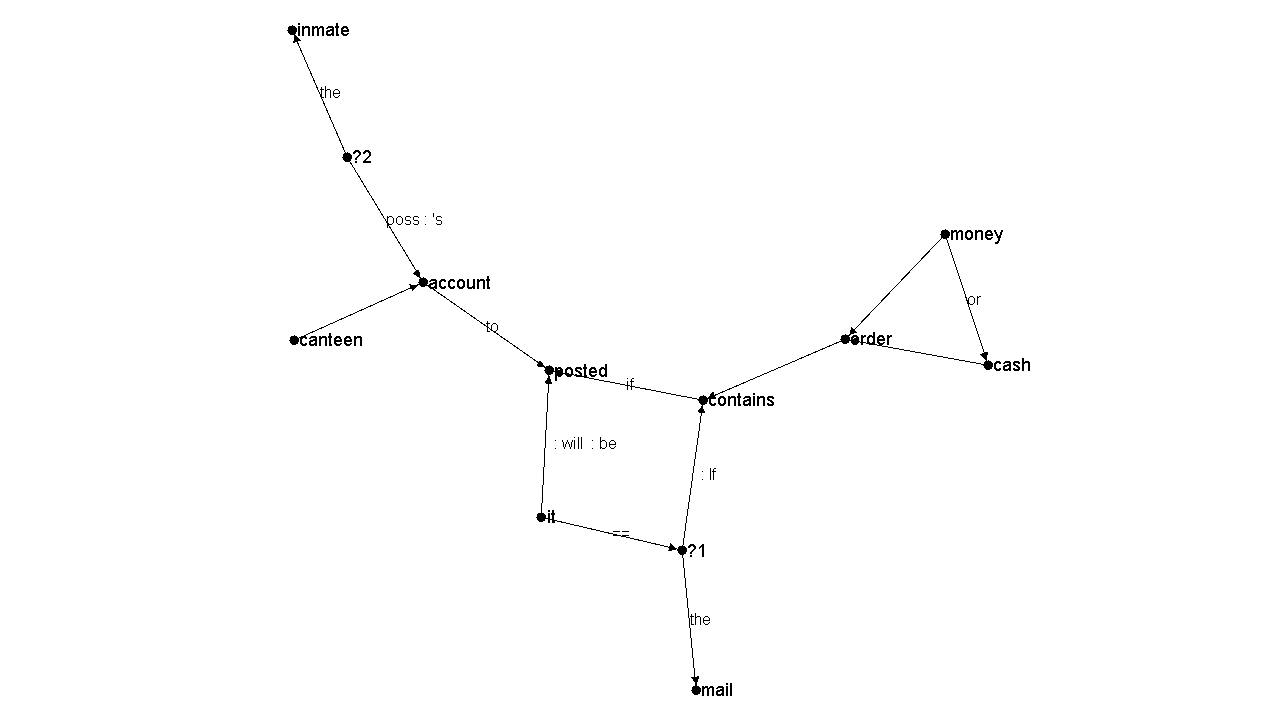 inmate
the
?2
poss : 's
money
account
or
canteen
to
order
cash
posted
if
contains
: will : be
: If
it
==
?1
the
mail